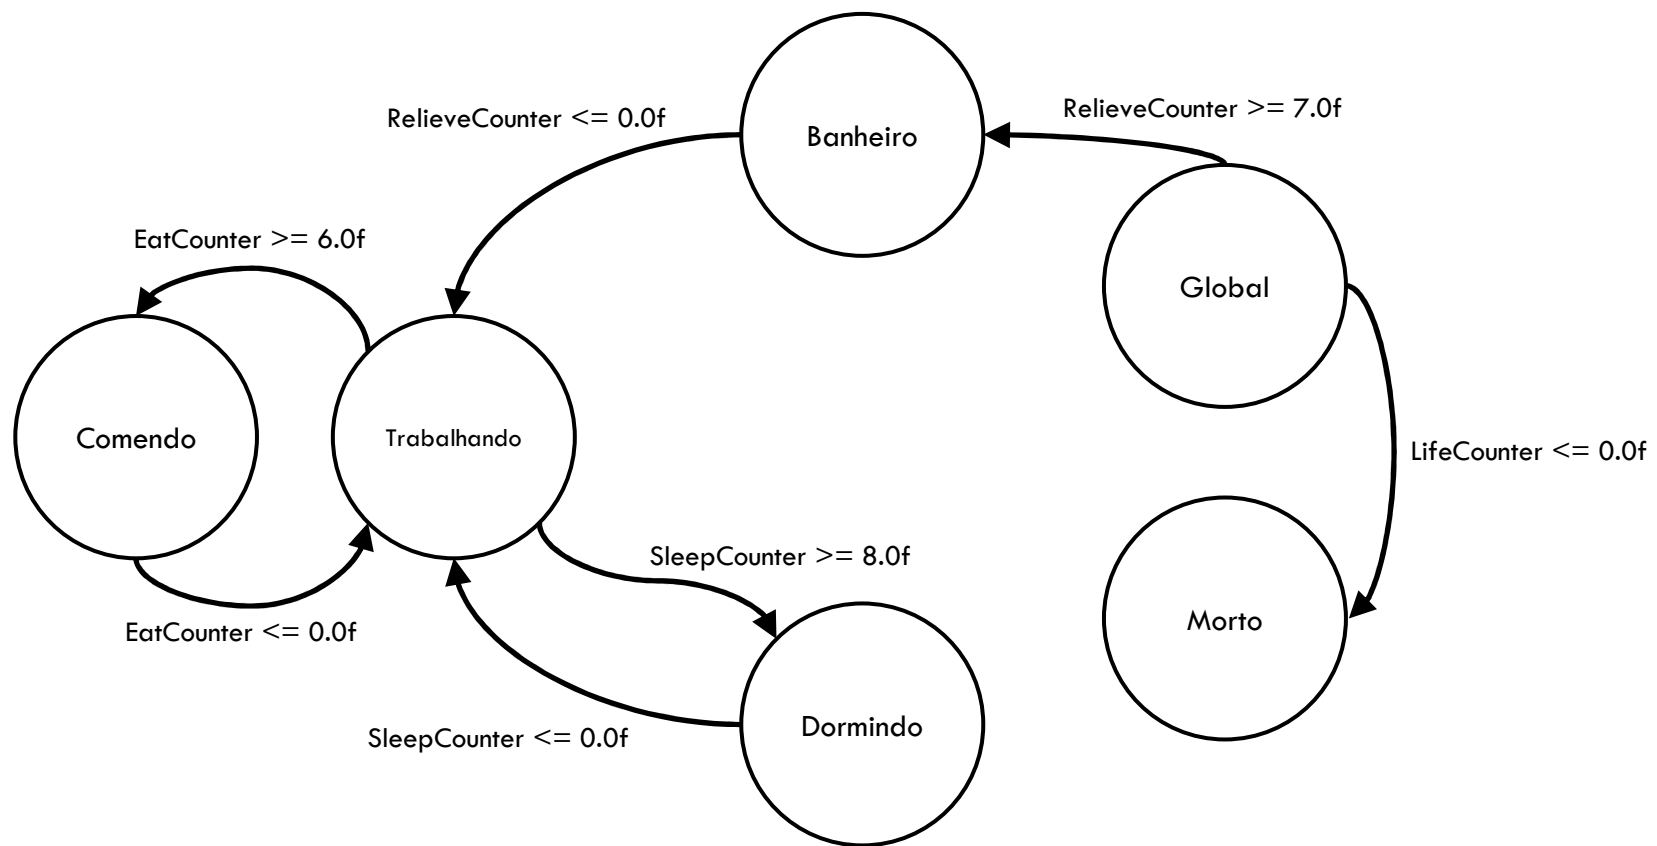 RelieveCounter >= 7.0f
RelieveCounter <= 0.0f
Banheiro
EatCounter >= 6.0f
Global
Comendo
Trabalhando
LifeCounter <= 0.0f
SleepCounter >= 8.0f
EatCounter <= 0.0f
Morto
SleepCounter <= 0.0f
Dormindo